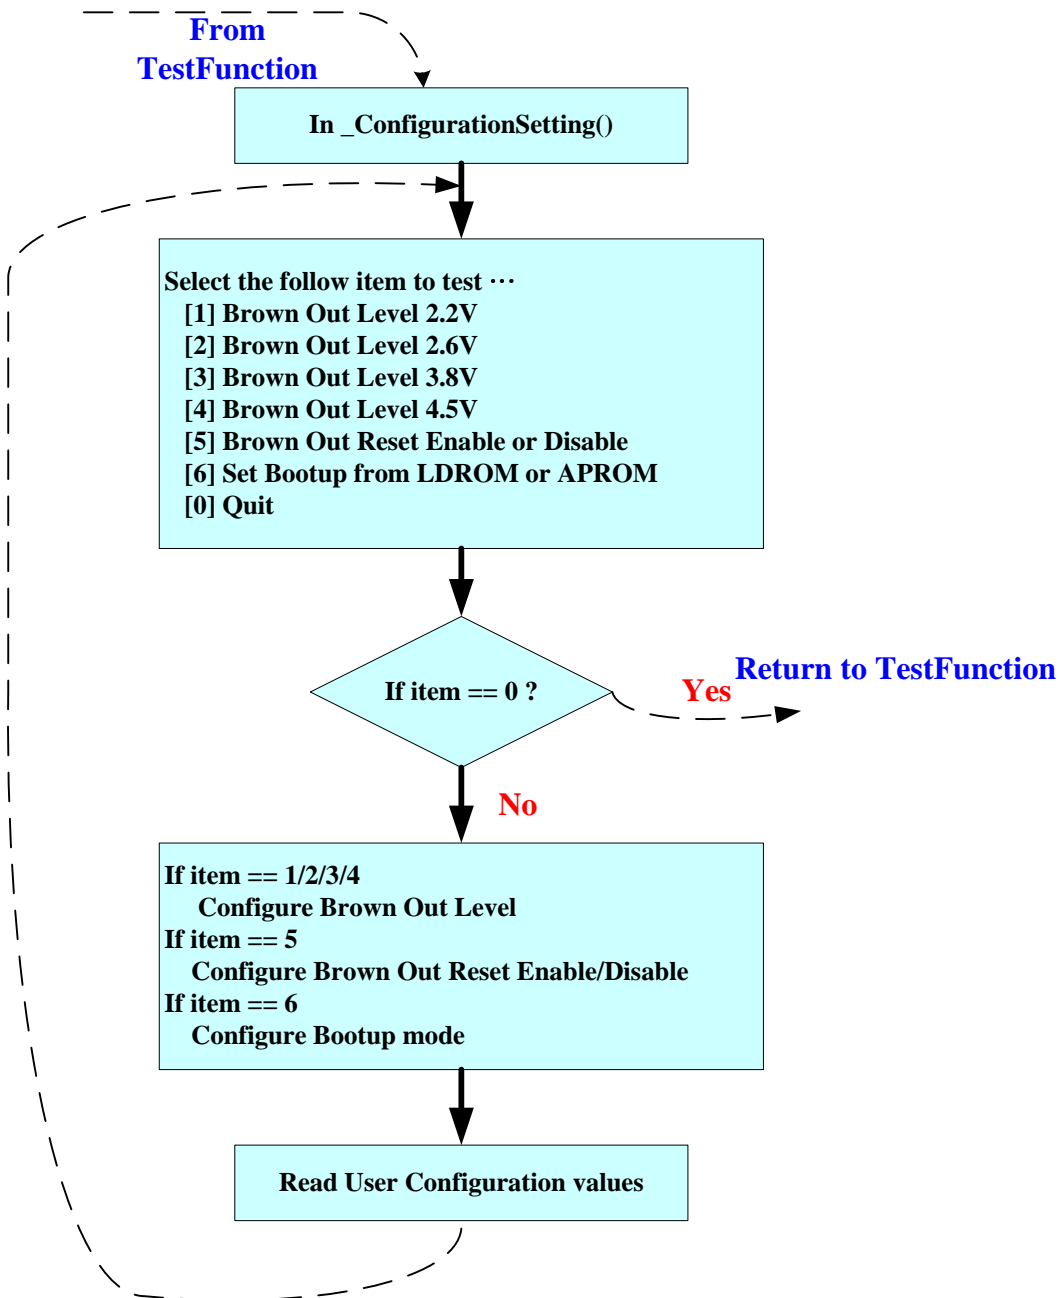 From
TestFunction
In _ConfigurationSetting()
Select the follow item to test ⋯
[1] Brown Out Level 2.2V
[2] Brown Out Level 2.6V
[3] Brown Out Level 3.8V
[4] Brown Out Level 4.5V
[5] Brown Out Reset Enable or Disable
[6] Set Bootup from LDROM or APROM
[0] Quit
If item == 0 ?
Yes
Return to TestFunction
No
If item == 1/2/3/4
Configure Brown Out Level
If item == 5
Configure Brown Out Reset Enable/Disable
If item == 6
Configure Bootup mode
Read User Configuration values